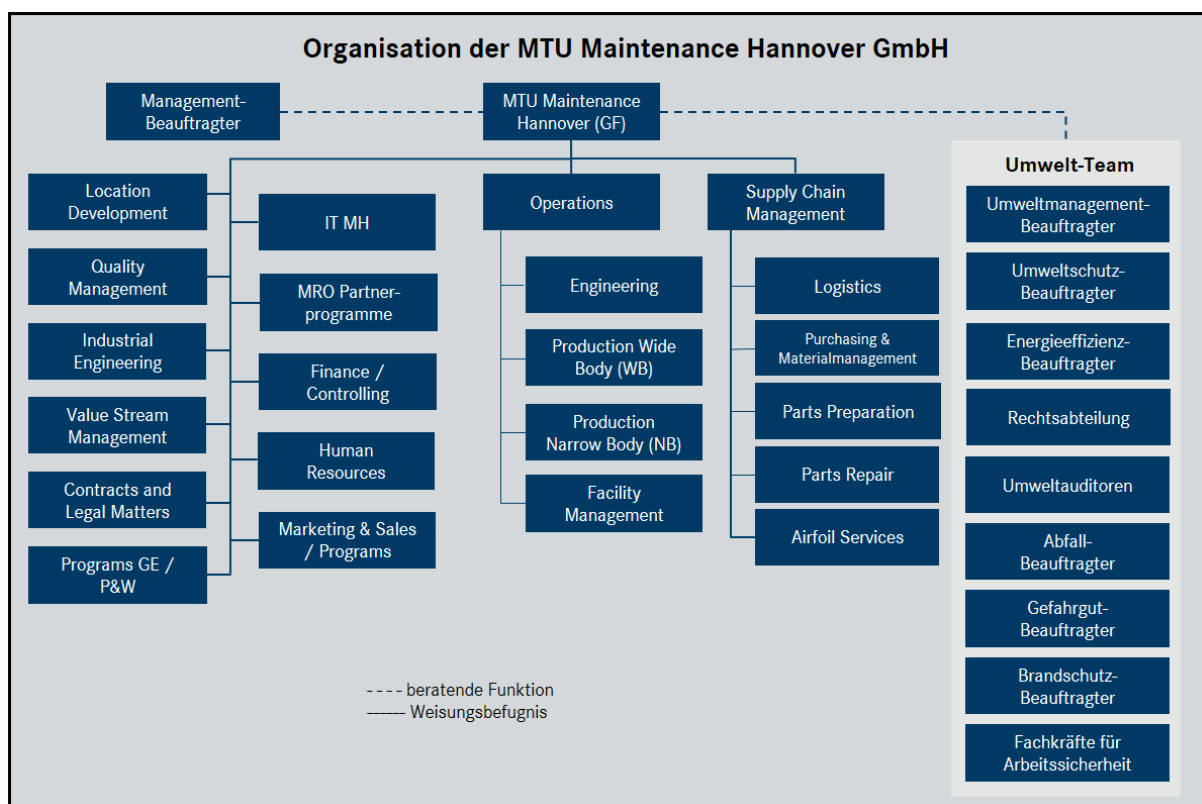 Organisation der MTU Maintenance Hannover GmbH
Management-
Beauftragter
MTU Maintenance
Hannover (GF)
Location
Development
Quality
Management
Industrial
Engineering
Value Stream
Management
Contracts and
Legal Matters
Programs GE /
P&W
IT MH
MRO Partner-
programme
Finance /
Controlling
Human
Resources
Marketing & Sales
/ Programs
Operations
Engineering
Production Wide
Body (WB)
Production
Narrow Body (NB)
Facility
Management
Supply Chain
Management
Logistics
Purchasing &
Materialmanagement
Parts Preparation
Parts Repair
Airfoil Services
Umwelt-Team
Umweltmanagement-
Beauftragter
Umweltschutz-
Beauftragter
Energieeffizienz-
Beauftragter
Rechtsabteilung
Umweltauditoren
Abfall-
Beauftragter
Gefahrgut-
Beauftragter
Brandschutz-
Beauftragter
Fachkräfte für
Arbeitssicherheit
---- beratende Funktion
—— Weisungsbefugnis